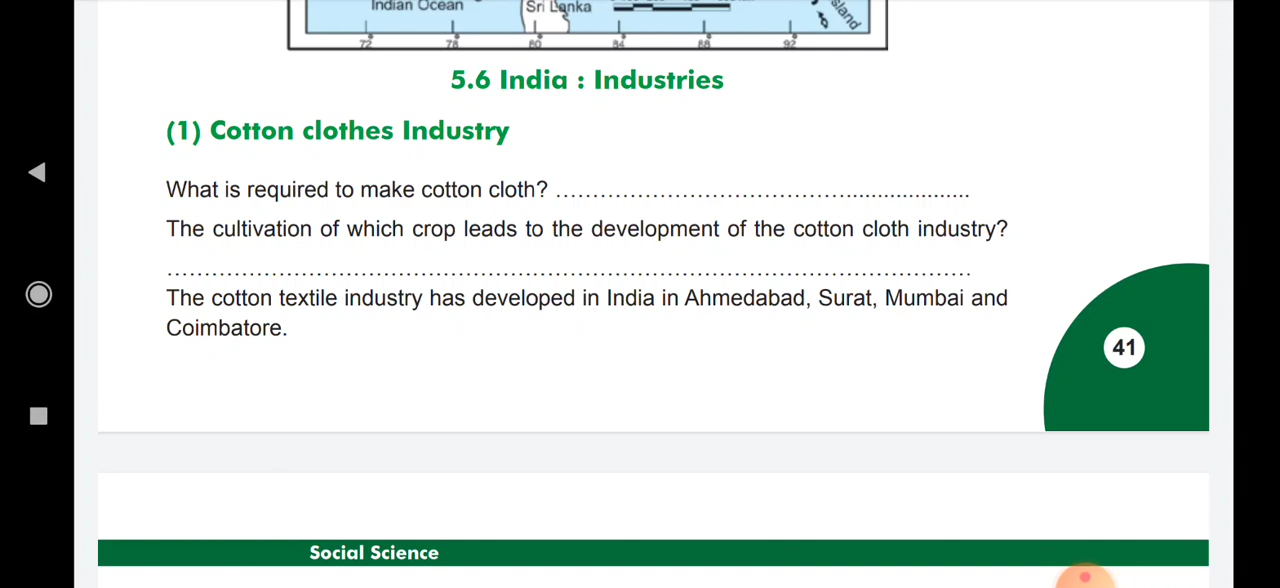 Indian Ocean
Sri Lanka
sland
72 78 80 84 88 92
5.6 India : Industries
(1) Cotton clothes Industry
What is required to make cotton cloth? ............................................................
The cultivation of which crop leads to the development of the cotton cloth industry?
............................................................................................................
The cotton textile industry has developed in India in Ahmedabad, Surat, Mumbai and
Coimbatore.
41
Social Science